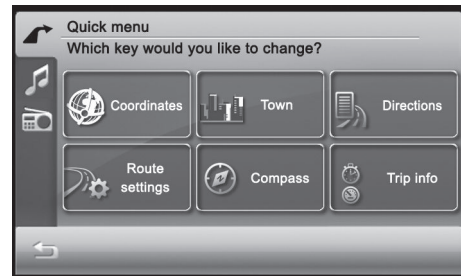 Quick menu
Which key would you like to change?
Coordinates
Town
Directions
Route
settings
Compass
Trip info